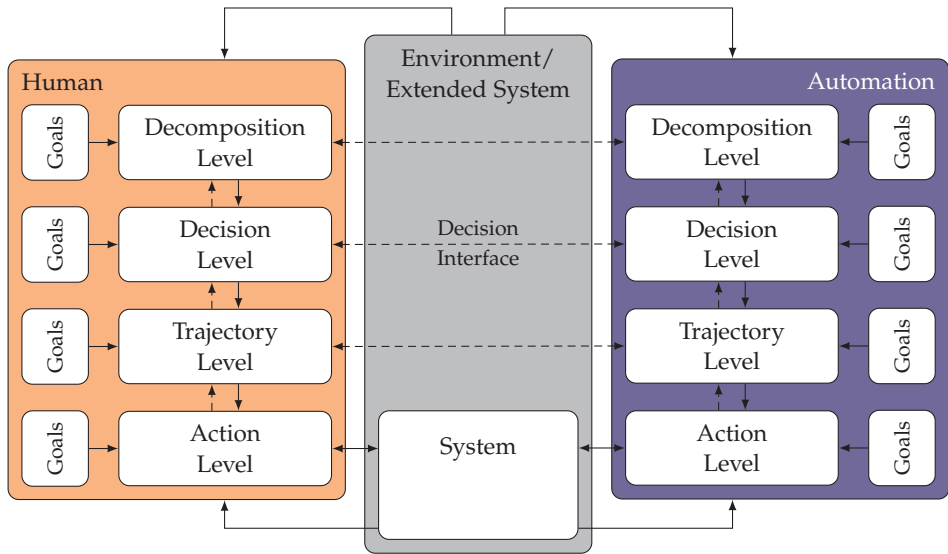 Environment/
Extended System
Human
Goals
Decomposition
Level
Goals
Decision
Level
Goals
Trajectory
Level
Goals
Action
Level
Decision
Interface
System
Automation
Decomposition
Level
Goals
Decision
Level
Goals
Trajectory
Level
Goals
Action
Level
Goals